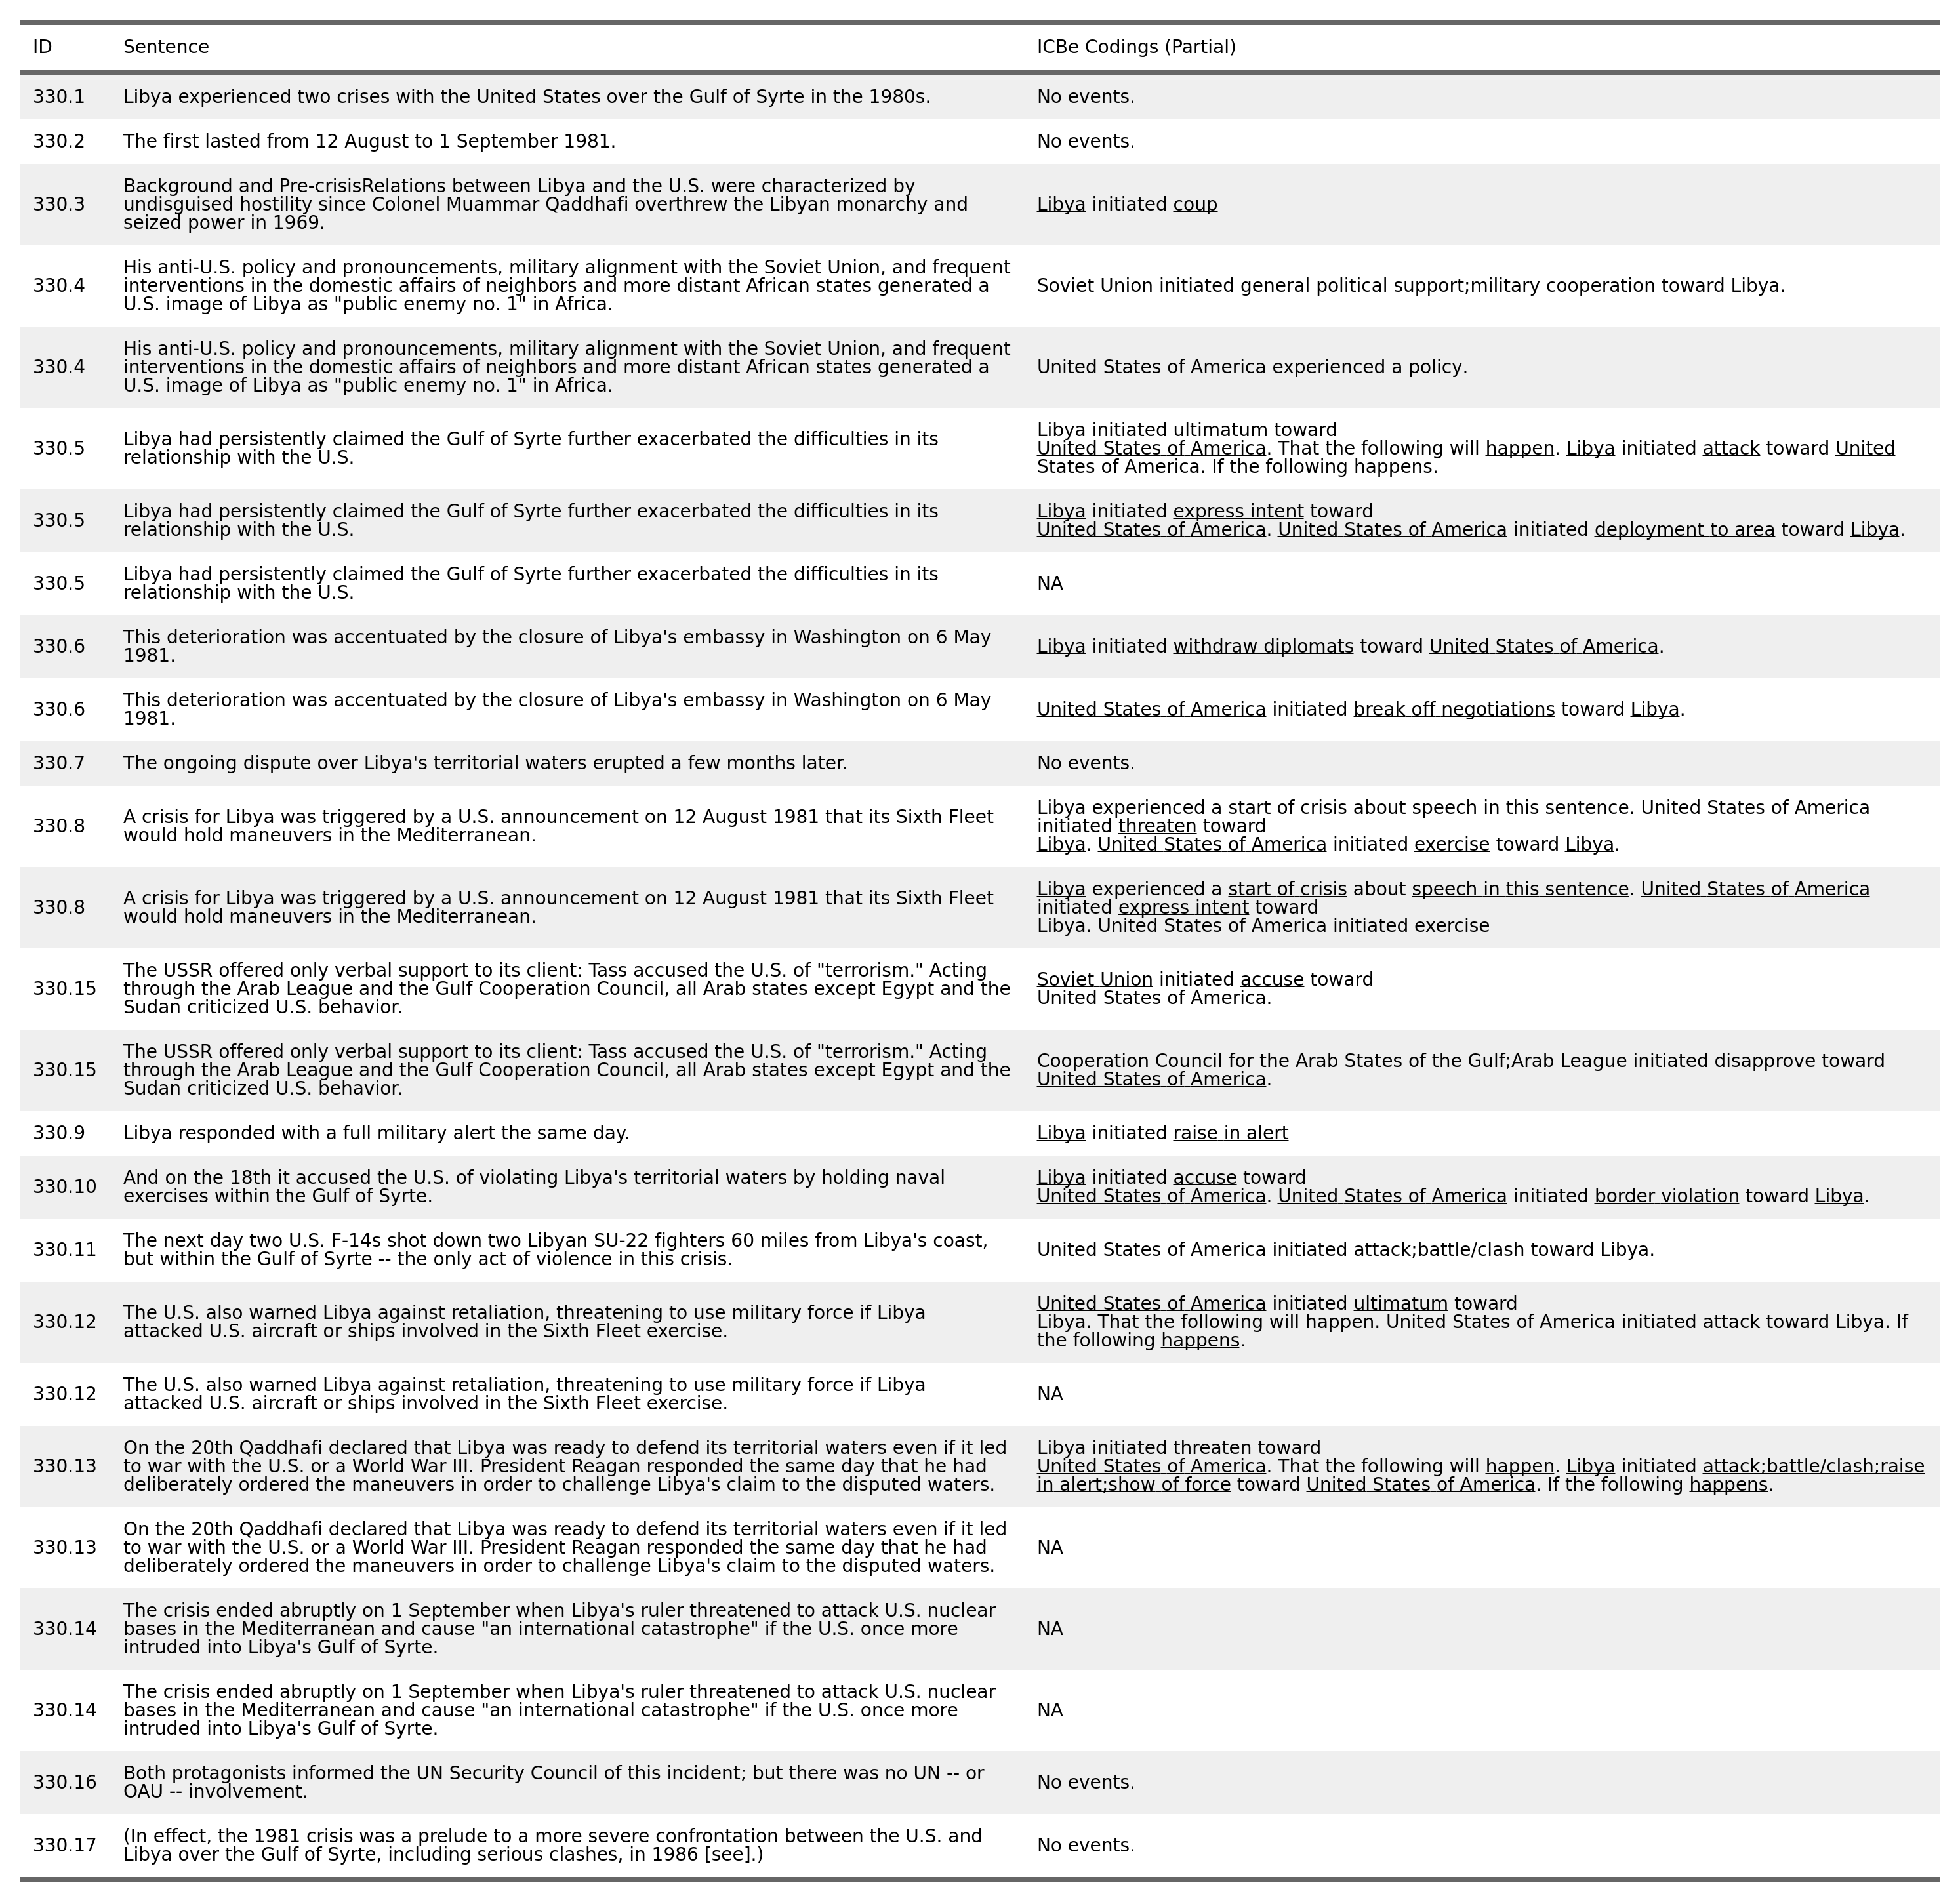 ID Sentence ICBe Codings (Partial)
330.1 Libya experienced two crises with the United States over the Gulf of Syrte in the 1980s. No events.
330.2 The first lasted from 12 August to 1 September 1981. No events.
Background and Pre-crisisRelations between Libya and the U.S. were characterized by
330.3 undisguised hostility since Colonel Muammar Qaddhafi overthrew the Libyan monarchy and Libya initiated coup
seized power in 1969.
His anti-U.S. policy and pronouncements, military alignment with the Soviet Union, and frequent
330.4 interventions in the domestic affairs of neighbors and more distant African states generated a Soviet Union initiated general political support;military cooperation toward Libya.
U.S. image of Libya as "public enemy no. 1" in Africa.
His anti-U.S. policy and pronouncements, military alignment with the Soviet Union, and frequent
330.4 interventions in the domestic affairs of neighbors and more distant African states generated a United States of America experienced a policy.
U.S. image of Libya as "public enemy no. 1" in Africa.
330.5
Libya had persistently claimed the Gulf of Syrte further exacerbated the difficulties in its
relationship with the U.S.
Libya initiated ultimatum toward
United States of America. That the following will happen. Libya initiated attack toward United
States of America. If the following happens.
330.5
Libya had persistently claimed the Gulf of Syrte further exacerbated the difficulties in its
relationship with the U.S.
Libya initiated express intent toward
United States of America. United States of America initiated deployment to area toward Libya.
330.5
Libya had persistently claimed the Gulf of Syrte further exacerbated the difficulties in its
relationship with the U.S.
NA
330.6
This deterioration was accentuated by the closure of Libya's embassy in Washington on 6 May
1981.
Libya initiated withdraw diplomats toward United States of America.
330.6
This deterioration was accentuated by the closure of Libya's embassy in Washington on 6 May
1981.
United States of America initiated break off negotiations toward Libya.
330.7 The ongoing dispute over Libya's territorial waters erupted a few months later. No events.
330.8
A crisis for Libya was triggered by a U.S. announcement on 12 August 1981 that its Sixth Fleet
would hold maneuvers in the Mediterranean.
Libya experienced a start of crisis about speech in this sentence. United States of America
initiated threaten toward
Libya. United States of America initiated exercise toward Libya.
330.8
A crisis for Libya was triggered by a U.S. announcement on 12 August 1981 that its Sixth Fleet
would hold maneuvers in the Mediterranean.
Libya experienced a start of crisis about speech in this sentence. United States of America
initiated express intent toward
Libya. United States of America initiated exercise
330.15
The USSR offered only verbal support to its client: Tass accused the U.S. of "terrorism." Acting
through the Arab League and the Gulf Cooperation Council, all Arab states except Egypt and the
Sudan criticized U.S. behavior.
Soviet Union initiated accuse toward
United States of America.
330.15
The USSR offered only verbal support to its client: Tass accused the U.S. of "terrorism." Acting
through the Arab League and the Gulf Cooperation Council, all Arab states except Egypt and the
Sudan criticized U.S. behavior.
Cooperation Council for the Arab States of the Gulf;Arab League initiated disapprove toward
United States of America.
330.9 Libya responded with a full military alert the same day. Libya initiated raise in alert
330.10
And on the 18th it accused the U.S. of violating Libya's territorial waters by holding naval
exercises within the Gulf of Syrte.
Libya initiated accuse toward
United States of America. United States of America initiated border violation toward Libya.
330.11
The next day two U.S. F-14s shot down two Libyan SU-22 fighters 60 miles from Libya's coast,
but within the Gulf of Syrte -- the only act of violence in this crisis.
United States of America initiated attack;battle/clash toward Libya.
330.12
The U.S. also warned Libya against retaliation, threatening to use military force if Libya
attacked U.S. aircraft or ships involved in the Sixth Fleet exercise.
United States of America initiated ultimatum toward
Libya. That the following will happen. United States of America initiated attack toward Libya. If
the following happens.
330.12
The U.S. also warned Libya against retaliation, threatening to use military force if Libya
attacked U.S. aircraft or ships involved in the Sixth Fleet exercise.
NA
330.13
On the 20th Qaddhafi declared that Libya was ready to defend its territorial waters even if it led
to war with the U.S. or a World War III. President Reagan responded the same day that he had
deliberately ordered the maneuvers in order to challenge Libya's claim to the disputed waters.
Libya initiated threaten toward
United States of America. That the following will happen. Libya initiated attack;battle/clash;raise
in alert;show of force toward United States of America. If the following happens.
330.13
On the 20th Qaddhafi declared that Libya was ready to defend its territorial waters even if it led
to war with the U.S. or a World War III. President Reagan responded the same day that he had
deliberately ordered the maneuvers in order to challenge Libya's claim to the disputed waters.
NA
330.14
The crisis ended abruptly on 1 September when Libya's ruler threatened to attack U.S. nuclear
bases in the Mediterranean and cause "an international catastrophe" if the U.S. once more
intruded into Libya's Gulf of Syrte.
NA
330.14
The crisis ended abruptly on 1 September when Libya's ruler threatened to attack U.S. nuclear
bases in the Mediterranean and cause "an international catastrophe" if the U.S. once more
intruded into Libya's Gulf of Syrte.
NA
330.16
Both protagonists informed the UN Security Council of this incident; but there was no UN -- or
OAU -- involvement.
No events.
330.17
(In effect, the 1981 crisis was a prelude to a more severe confrontation between the U.S. and
Libya over the Gulf of Syrte, including serious clashes, in 1986 [see].)
No events.